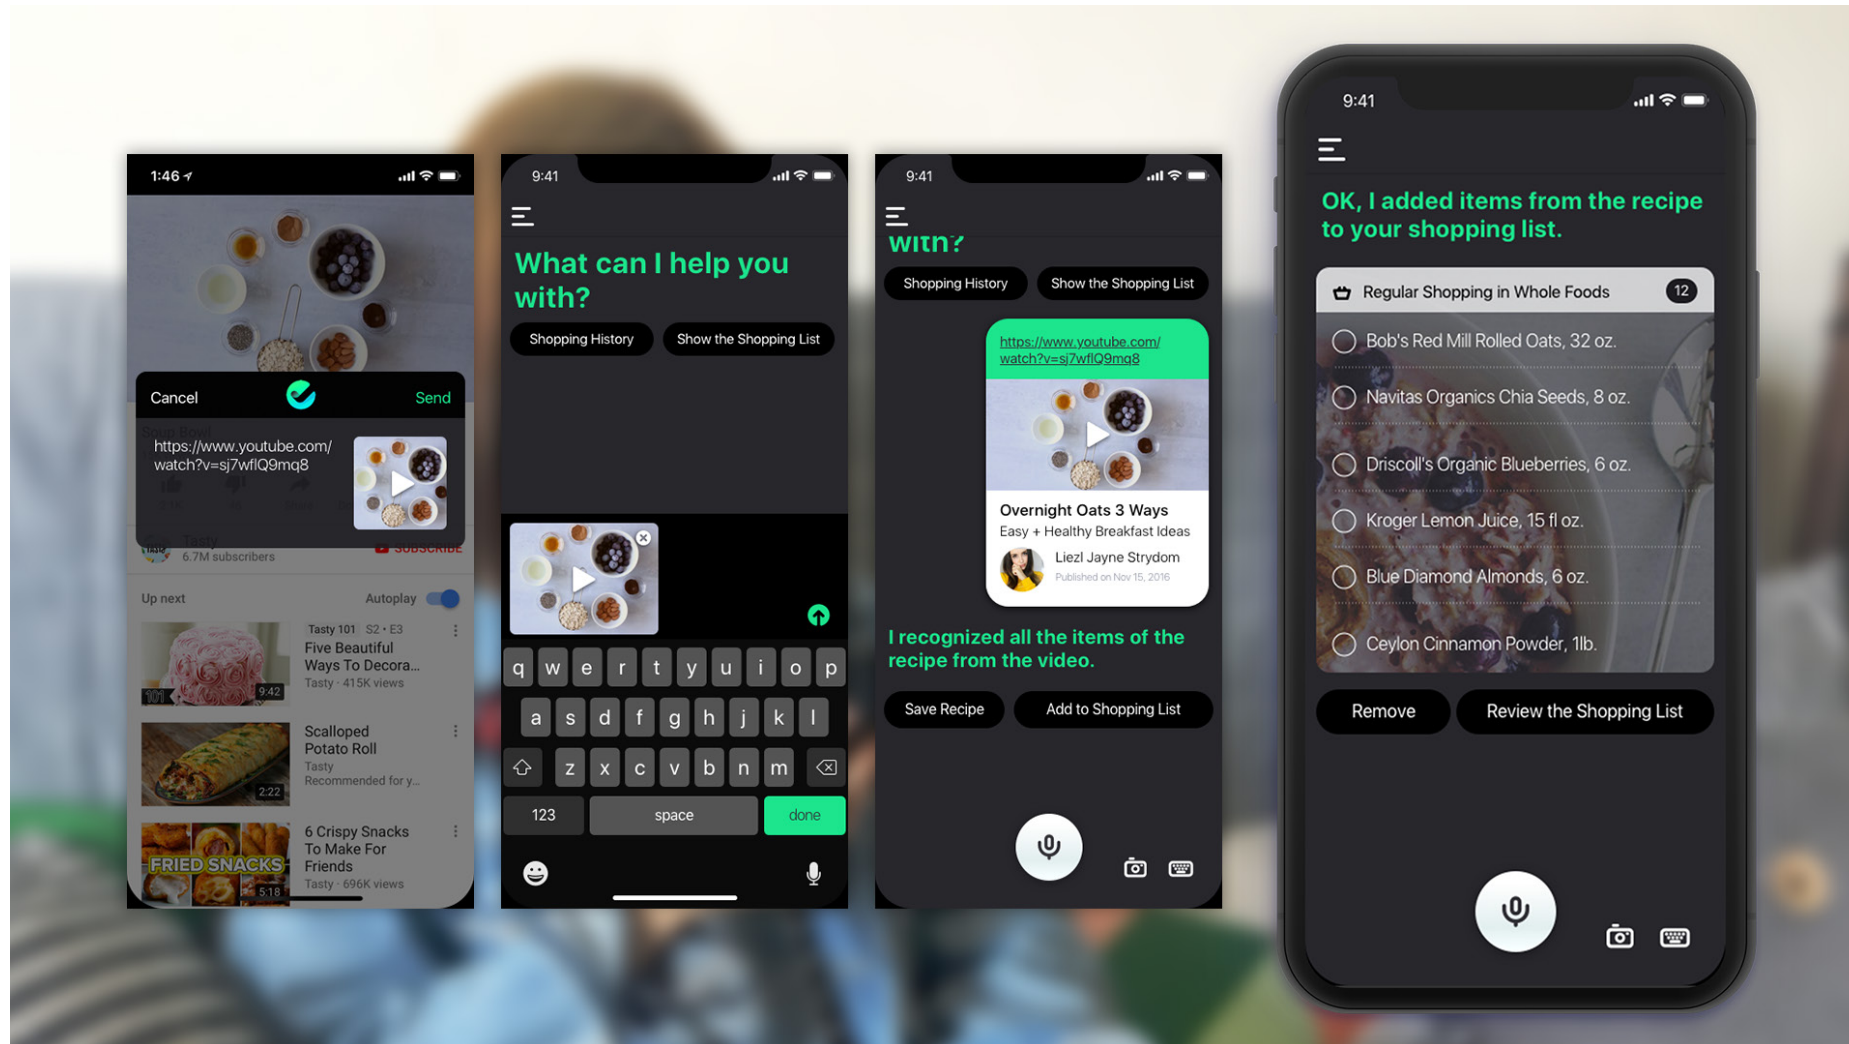 1:46
Cancel
Send
https://www.youtube.com/
watch?v=sj7wflQ9mq8
Tasty
6.7M subscribers
SUBSCRIBE
Up next
Autoplay
Tasty 101 S2 • E3
Five Beautiful
Ways To Decora...
Tasty · 415K views
101
9:42
Scalloped
Potato Roll
Tasty
Recommended for y...
2:22
6 Crispy Snacks
To Make For
Friends
Tasty · 696K views
FRIED SNACKS
5:18
9:41
What can I help you
with?
Shopping History
Show the Shopping List
q w e r t y u i o p
a s d f g h j k l
z x c v b n m
123
space
done
9:41
with?
Shopping History
Show the Shopping List
https://www.youtube.com/
watch?v=sj7wflQ9mq8
Overnight Oats 3 Ways
Easy + Healthy Breakfast Ideas
Liezl Jayne Strydom
Published on Nov 15, 2016
I recognized all the items of the
recipe from the video.
Save Recipe
Add to Shopping List
9:41
OK, I added items from the recipe
to your shopping list.
Regular Shopping in Whole Foods
12
Bob's Red Mill Rolled Oats, 32 oz.
Navitas Organics Chia Seeds, 8 oz.
Driscoll's Organic Blueberries, 6 oz.
Kroger Lemon Juice, 15 fl oz.
Blue Diamond Almonds, 6 oz.
Ceylon Cinnamon Powder, 1lb.
Remove
Review the Shopping List